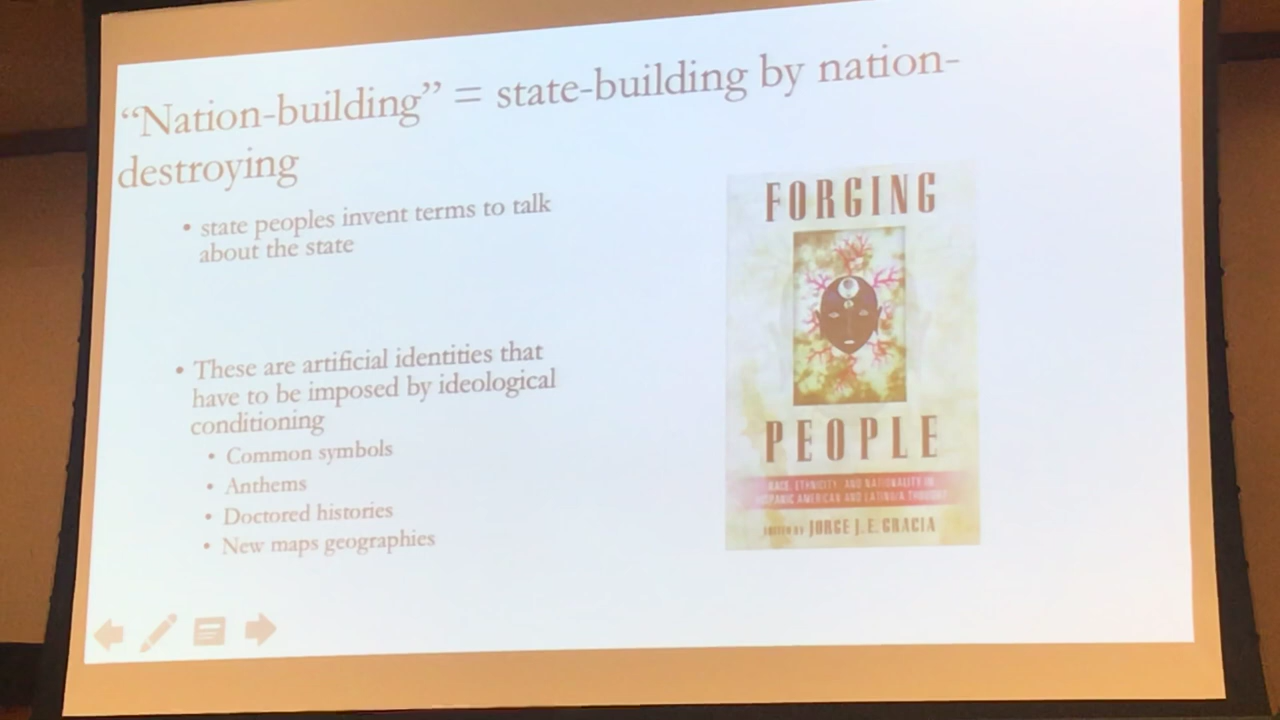 “Nation-building” = state-building by nation-
destroying
• state peoples invent terms to talk
about the state
• These are artificial identities that
have to be imposed by ideological
conditioning
• Common symbols
• Anthems
• Doctored histories
• New maps geographies
FORGING
PEOPLE
RACE, ETHNICITY, AND NATIONALITY IN
HISPANIC AMERICAN AND LATINO/A THOUGHT
EDITED BY JORGE J. E. GRACIA